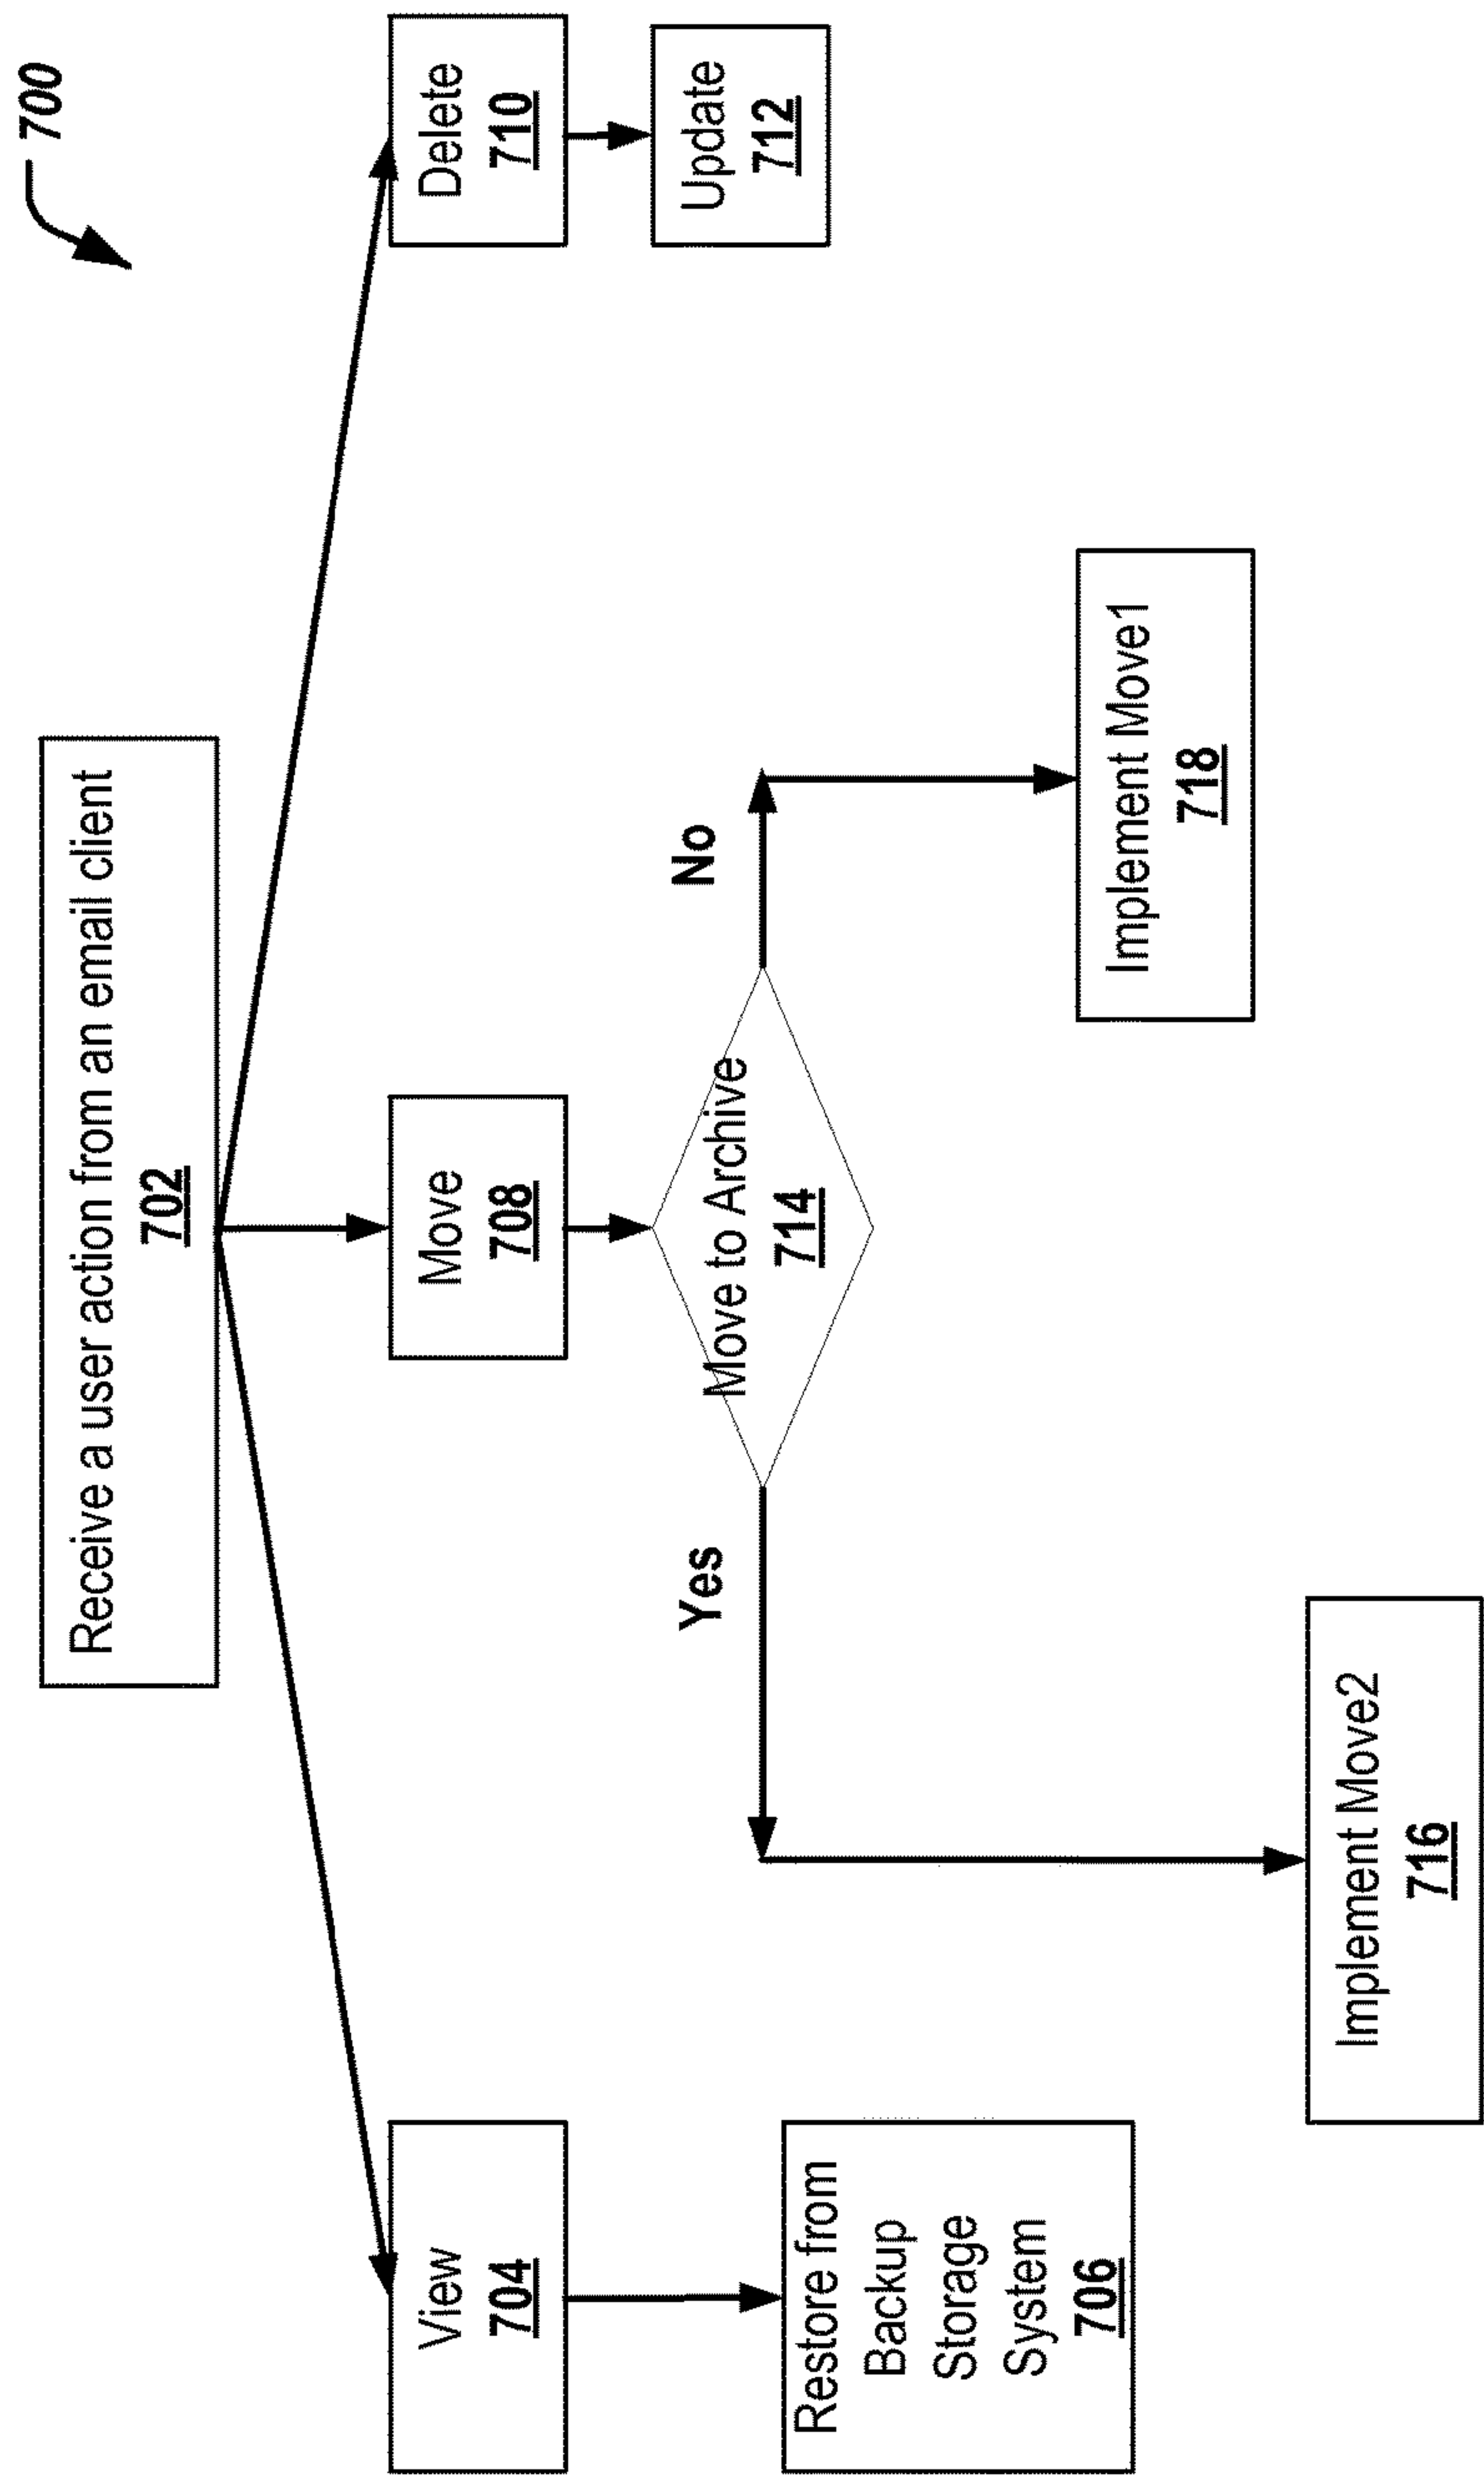 700
Receive a user action from an email client
702
View
704
Move
708
Delete
710
Restore from
Backup
Storage
System
706
Move to Archive
714
Update
712
Yes
No
Implement Move2
716
Implement Move1
718